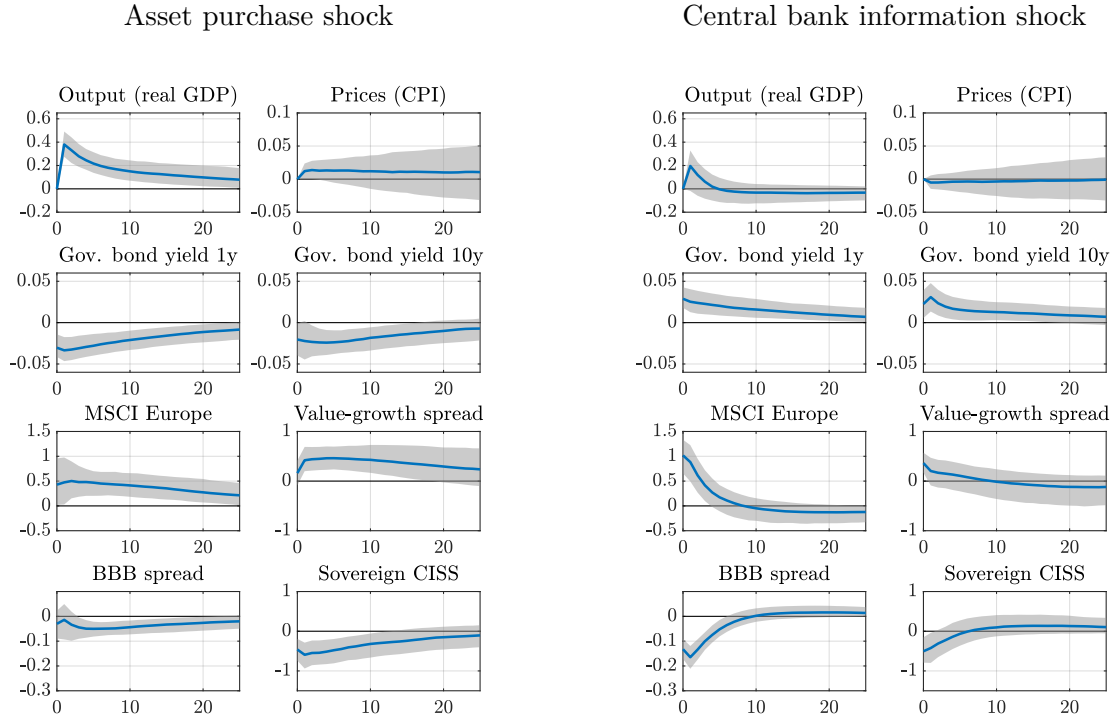 Asset purchase shock
Central bank information shock
Output (real GDP)
0.6
0.4
0.2
0
-0.2
0 10 20
Prices (CPI)
0.1
0.05
0
-0.05
0 10 20
Output (real GDP)
0.6
0.4
0.2
0
-0.2
0 10 20
Prices (CPI)
0.1
0.05
0
-0.05
0 10 20
Gov. bond yield 1y
0.05
0
-0.05
0 10 20
Gov. bond yield 10y
0.05
0
-0.05
0 10 20
Gov. bond yield 1y
0.05
0
-0.05
0 10 20
Gov. bond yield 10y
0.05
0
-0.05
0 10 20
MSCI Europe
1.5
1
0.5
0
-0.5
0 10 20
Value-growth spread
1
0
-1
0 10 20
MSCI Europe
1.5
1
0.5
0
-0.5
0 10 20
Value-growth spread
1
0
-1
0 10 20
BBB spread
0
-0.1
-0.2
-0.3
0 10 20
Sovereign CISS
1
0
-1
0 10 20
BBB spread
0
-0.1
-0.2
-0.3
0 10 20
Sovereign CISS
1
0
-1
0 10 20